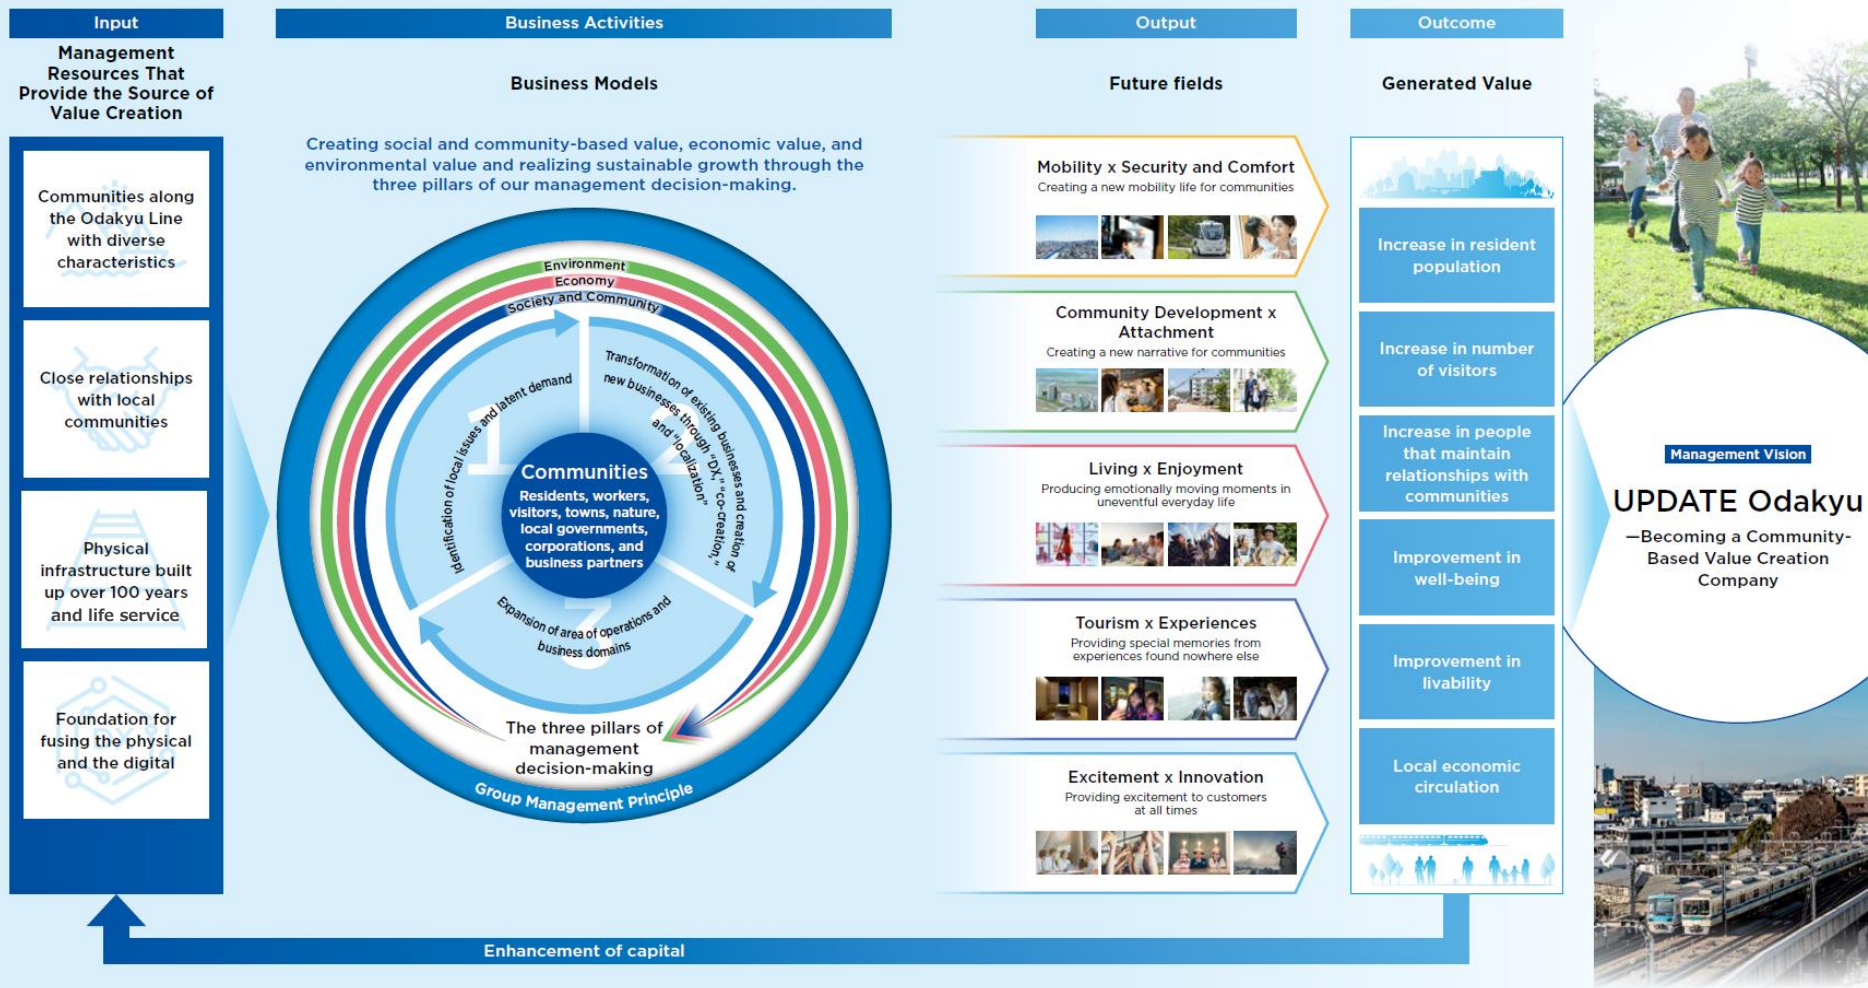 Input
Management
Resources That
Provide the Source of
Value Creation
Communities along
the Odakyu Line
with diverse
characteristics
Close relationships
with local
communities
Physical
infrastructure built
up over 100 years
and life service
Foundation for
fusing the physical
and the digital
Business Activities
Business Models
Creating social and community-based value, economic value, and
environmental value and realizing sustainable growth through the
three pillars of our management decision-making.
Environment
Economy
Society and Community
1
Identification of local issues and latent demand
2
Transformation of existing businesses and creation of
new businesses through "DX," "co-creation,"
and "localization"
Communities
Residents, workers,
visitors, towns, nature,
local governments,
corporations, and
business partners
3
Expansion of area of operations and
business domains
The three pillars of
management
decision-making
Group Management Principle
Output
Future fields
Mobility x Security and Comfort
Creating a new mobility life for communities
Community Development x
Attachment
Creating a new narrative for communities
Living x Enjoyment
Producing emotionally moving moments in
uneventful everyday life
Tourism x Experiences
Providing special memories from
experiences found nowhere else
Excitement x Innovation
Providing excitement to customers
at all times
Outcome
Generated Value
Increase in resident
population
Increase in number
of visitors
Increase in people
that maintain
relationships with
communities
Improvement in
well-being
Improvement in
livability
Local economic
circulation
Management Vision
UPDATE Odakyu
—Becoming a Community-
Based Value Creation
Company
Enhancement of capital